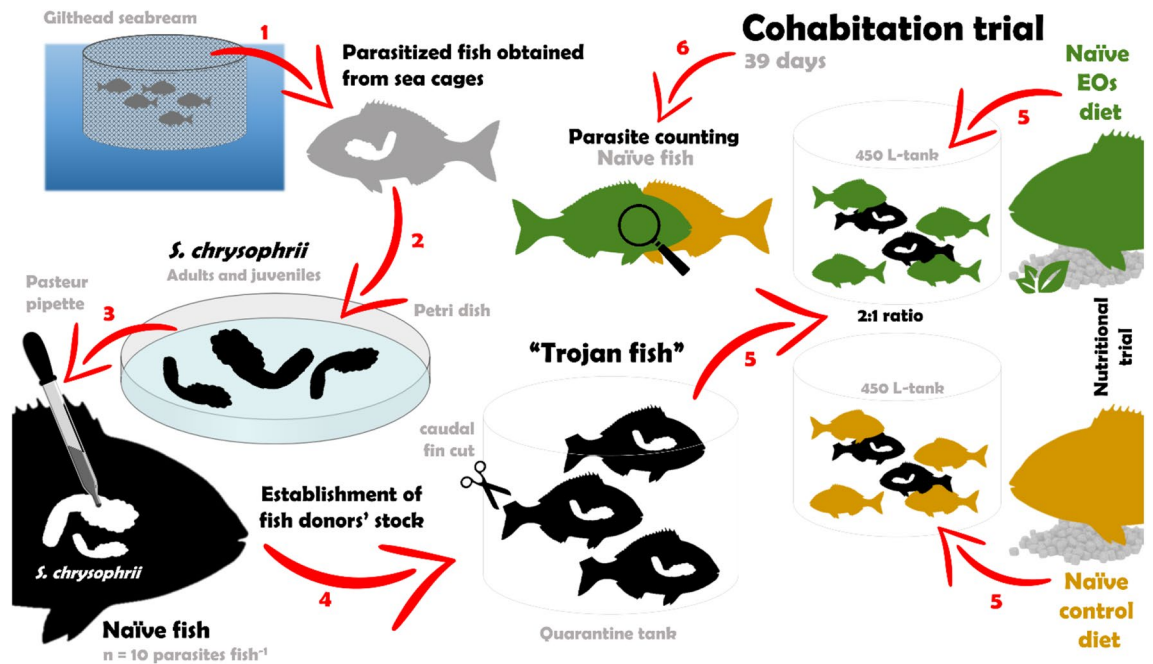 Gilthead seabream
1
Parasitized fish obtained
from sea cages
2
S. chrysophrii
Adults and juveniles
Petri dish
Pasteur
pipette
3
S. chrysophrii
Naïve fish
n = 10 parasites fish⁻¹
Establishment of
fish donors' stock
4
"Trojan fish"
caudal
fin cut
Quarantine tank
5
Cohabitation trial
39 days
6
Parasite counting
Naïve fish
450 L-tank
5
Naïve
EOs
diet
2:1 ratio
Nutritional
trial
450 L-tank
5
Naïve
control
diet